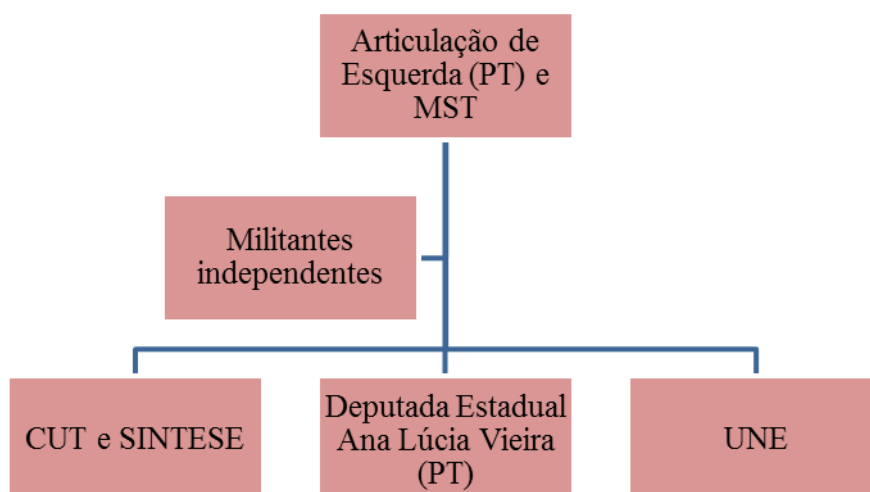 Articulação de
Esquerda (PT) e
MST
Militantes
independentes
CUT e SINTESE
Deputada Estadual
Ana Lúcia Vieira
(PT)
UNE